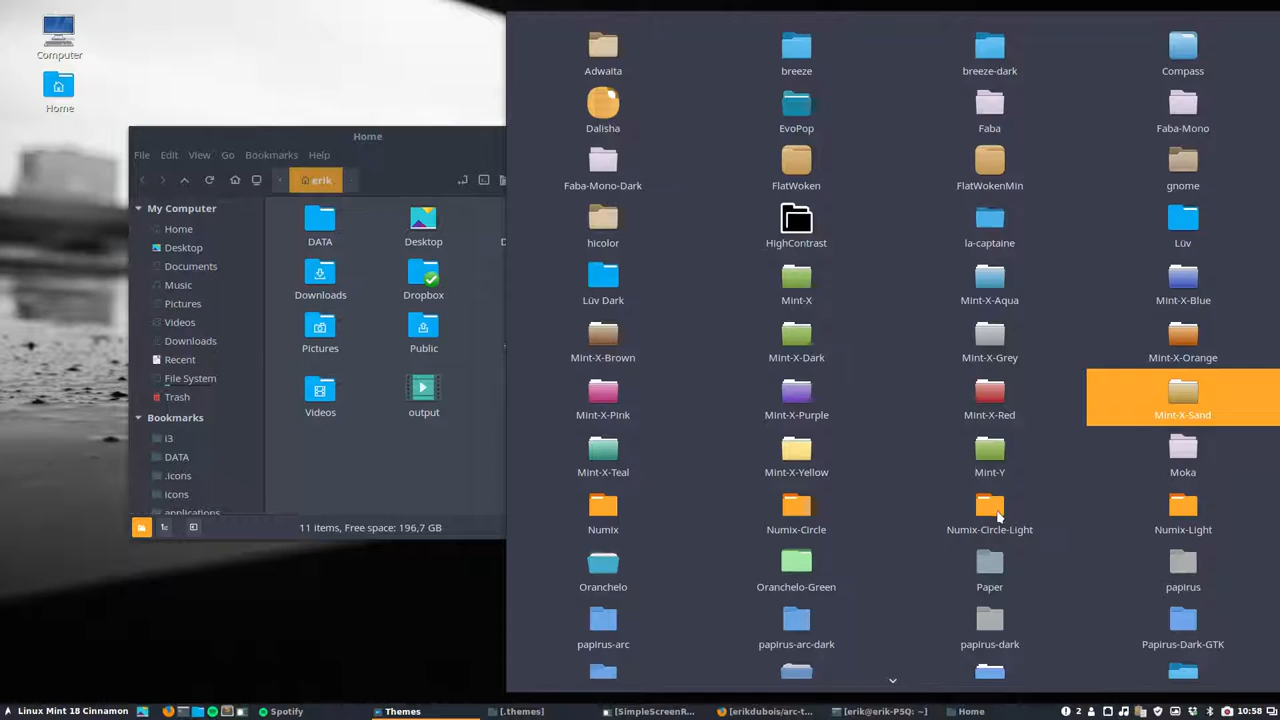 Computer
Home
Home
File Edit View Go Bookmarks Help
erik
My Computer
Home
Desktop
Documents
Music
Pictures
Videos
Downloads
Recent
File System
Trash
Bookmarks
i3
DATA
.icons
icons
applications
DATA
Desktop
Downloads
Dropbox
Pictures
Public
Videos
output
11 items, Free space: 196,7 GB
Adwaita
breeze
breeze-dark
Compass
Dalisha
EvoPop
Faba
Faba-Mono
Faba-Mono-Dark
FlatWoken
FlatWokenMin
gnome
hicolor
HighContrast
la-captaine
Lüv
Lüv Dark
Mint-X
Mint-X-Aqua
Mint-X-Blue
Mint-X-Brown
Mint-X-Dark
Mint-X-Grey
Mint-X-Orange
Mint-X-Pink
Mint-X-Purple
Mint-X-Red
Mint-X-Sand
Mint-X-Teal
Mint-X-Yellow
Mint-Y
Moka
Numix
Numix-Circle
Numix-Circle-Light
Numix-Light
Oranchelo
Oranchelo-Green
Paper
papirus
papirus-arc
papirus-arc-dark
papirus-dark
Papirus-Dark-GTK
Linux Mint 18 Cinnamon
Spotify
Themes
[.themes]
[SimpleScreenR...
[erikdubois/arc-t...
[erik@erik-P5Q: ~]
Home
2
10:58